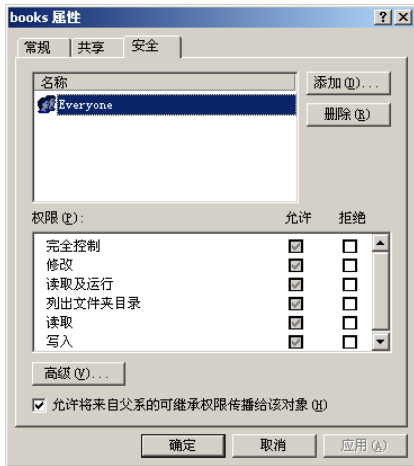 books 属性
常规 共享 安全
名称
Everyone
添加(D)...
删除(R)
权限(P): 允许 拒绝
完全控制
修改
读取及运行
列出文件夹目录
读取
写入
高级(V)...
允许将来自父系的可继承权限传播给该对象(H)
确定 取消 应用(A)